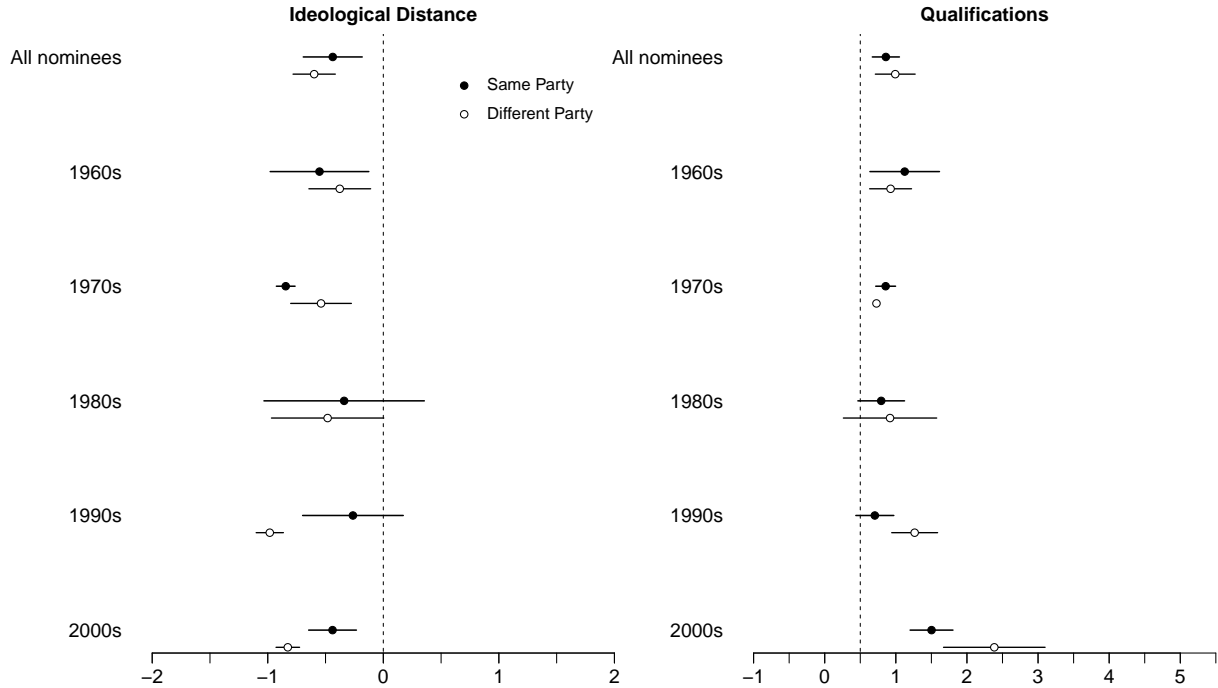 Ideological Distance
All nominees
1960s
1970s
1980s
1990s
2000s
Same Party
Different Party
−2 −1 0 1 2
Qualifications
All nominees
1960s
1970s
1980s
1990s
2000s
−1 0 1 2 3 4 5